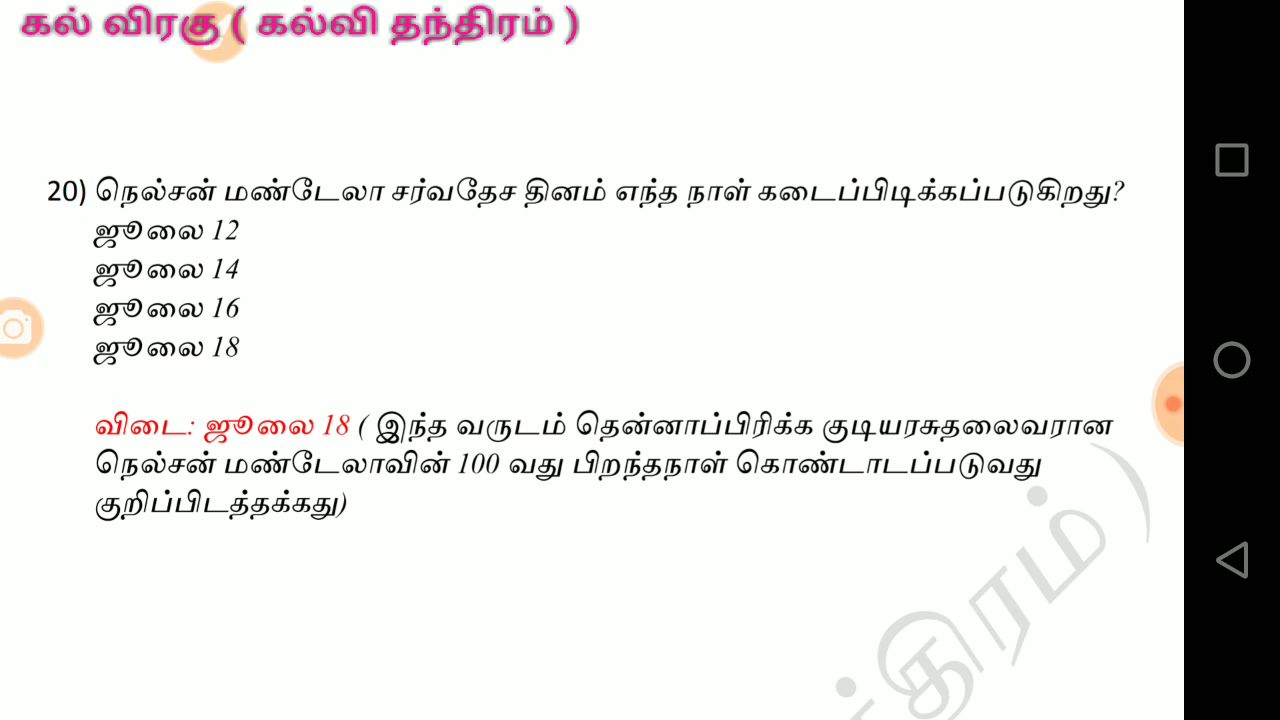 கல் விரகு ( கல்வி தந்திரம் )
20) நெல்சன் மண்டேலா சர்வதேச தினம் எந்த நாள் கடைப்பிடிக்கப்படுகிறது?
ஜூலை 12
ஜூலை 14
ஜூலை 16
ஜூலை 18
விடை: ஜூலை 18 ( இந்த வருடம் தென்னாப்பிரிக்க குடியரசுதலைவரான
நெல்சன் மண்டேலாவின் 100 வது பிறந்தநாள் கொண்டாடப்படுவது
குறிப்பிடத்தக்கது)